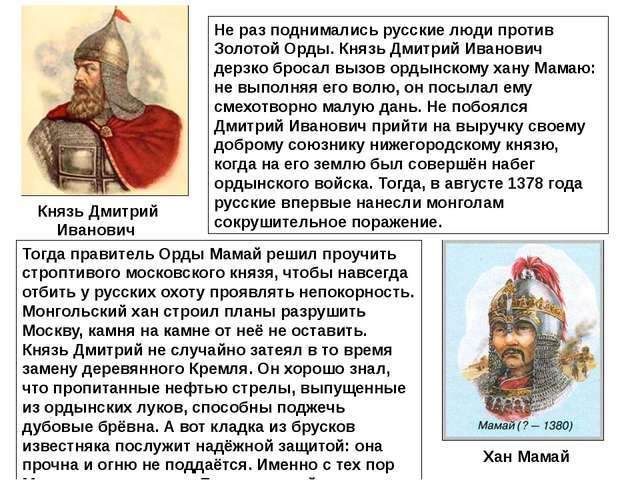 Не раз поднимались русские люди против
Золотой Орды. Князь Дмитрий Иванович
дерзко бросал вызов ордынскому хану Мамаю:
не выполняя его волю, он посылал ему
смехотворно малую дань. Не побоялся
Дмитрий Иванович прийти на выручку своему
доброму союзнику нижегородскому князю,
когда на его землю был совершён набег
ордынского войска. Тогда, в августе 1378 года
русские впервые нанесли монголам
сокрушительное поражение.
Князь Дмитрий
Иванович
Тогда правитель Орды Мамай решил проучить
строптивого московского князя, чтобы навсегда
отбить у русских охоту проявлять непокорность.
Монгольский хан строил планы разрушить
Москву, камня на камне от неё не оставить.
Князь Дмитрий не случайно затеял в то время
замену деревянного Кремля. Он хорошо знал,
что пропитанные нефтью стрелы, выпущенные
из ордынских луков, способны поджечь
дубовые брёвна. А вот кладка из брусков
известняка послужит надёжной защитой: она
прочна и огню не поддаётся. Именно с тех пор
Мамай (? – 1380)
Хан Мамай